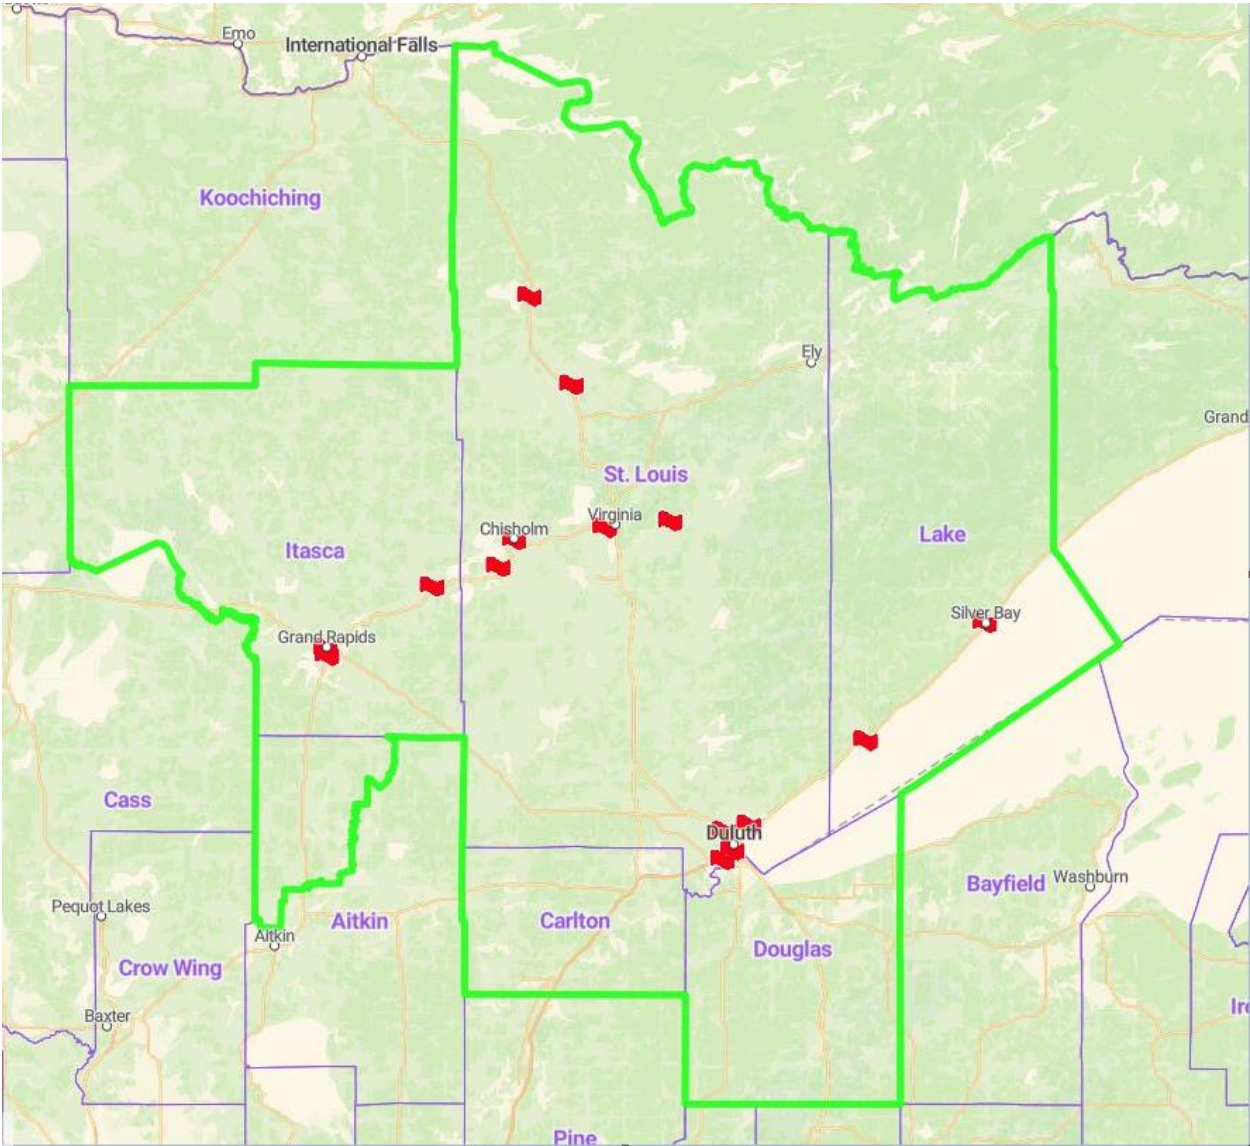 Emo
International Falls
Koochiching
Ely
Grand
St. Louis
Virginia
Chisholm
Lake
Itasca
Silver Bay
Grand Rapids
Cass
Duluth
Bayfield
Washburn
Pequot Lakes
Aitkin
Carlton
Aitkin
Douglas
Crow Wing
Baxter
Pine